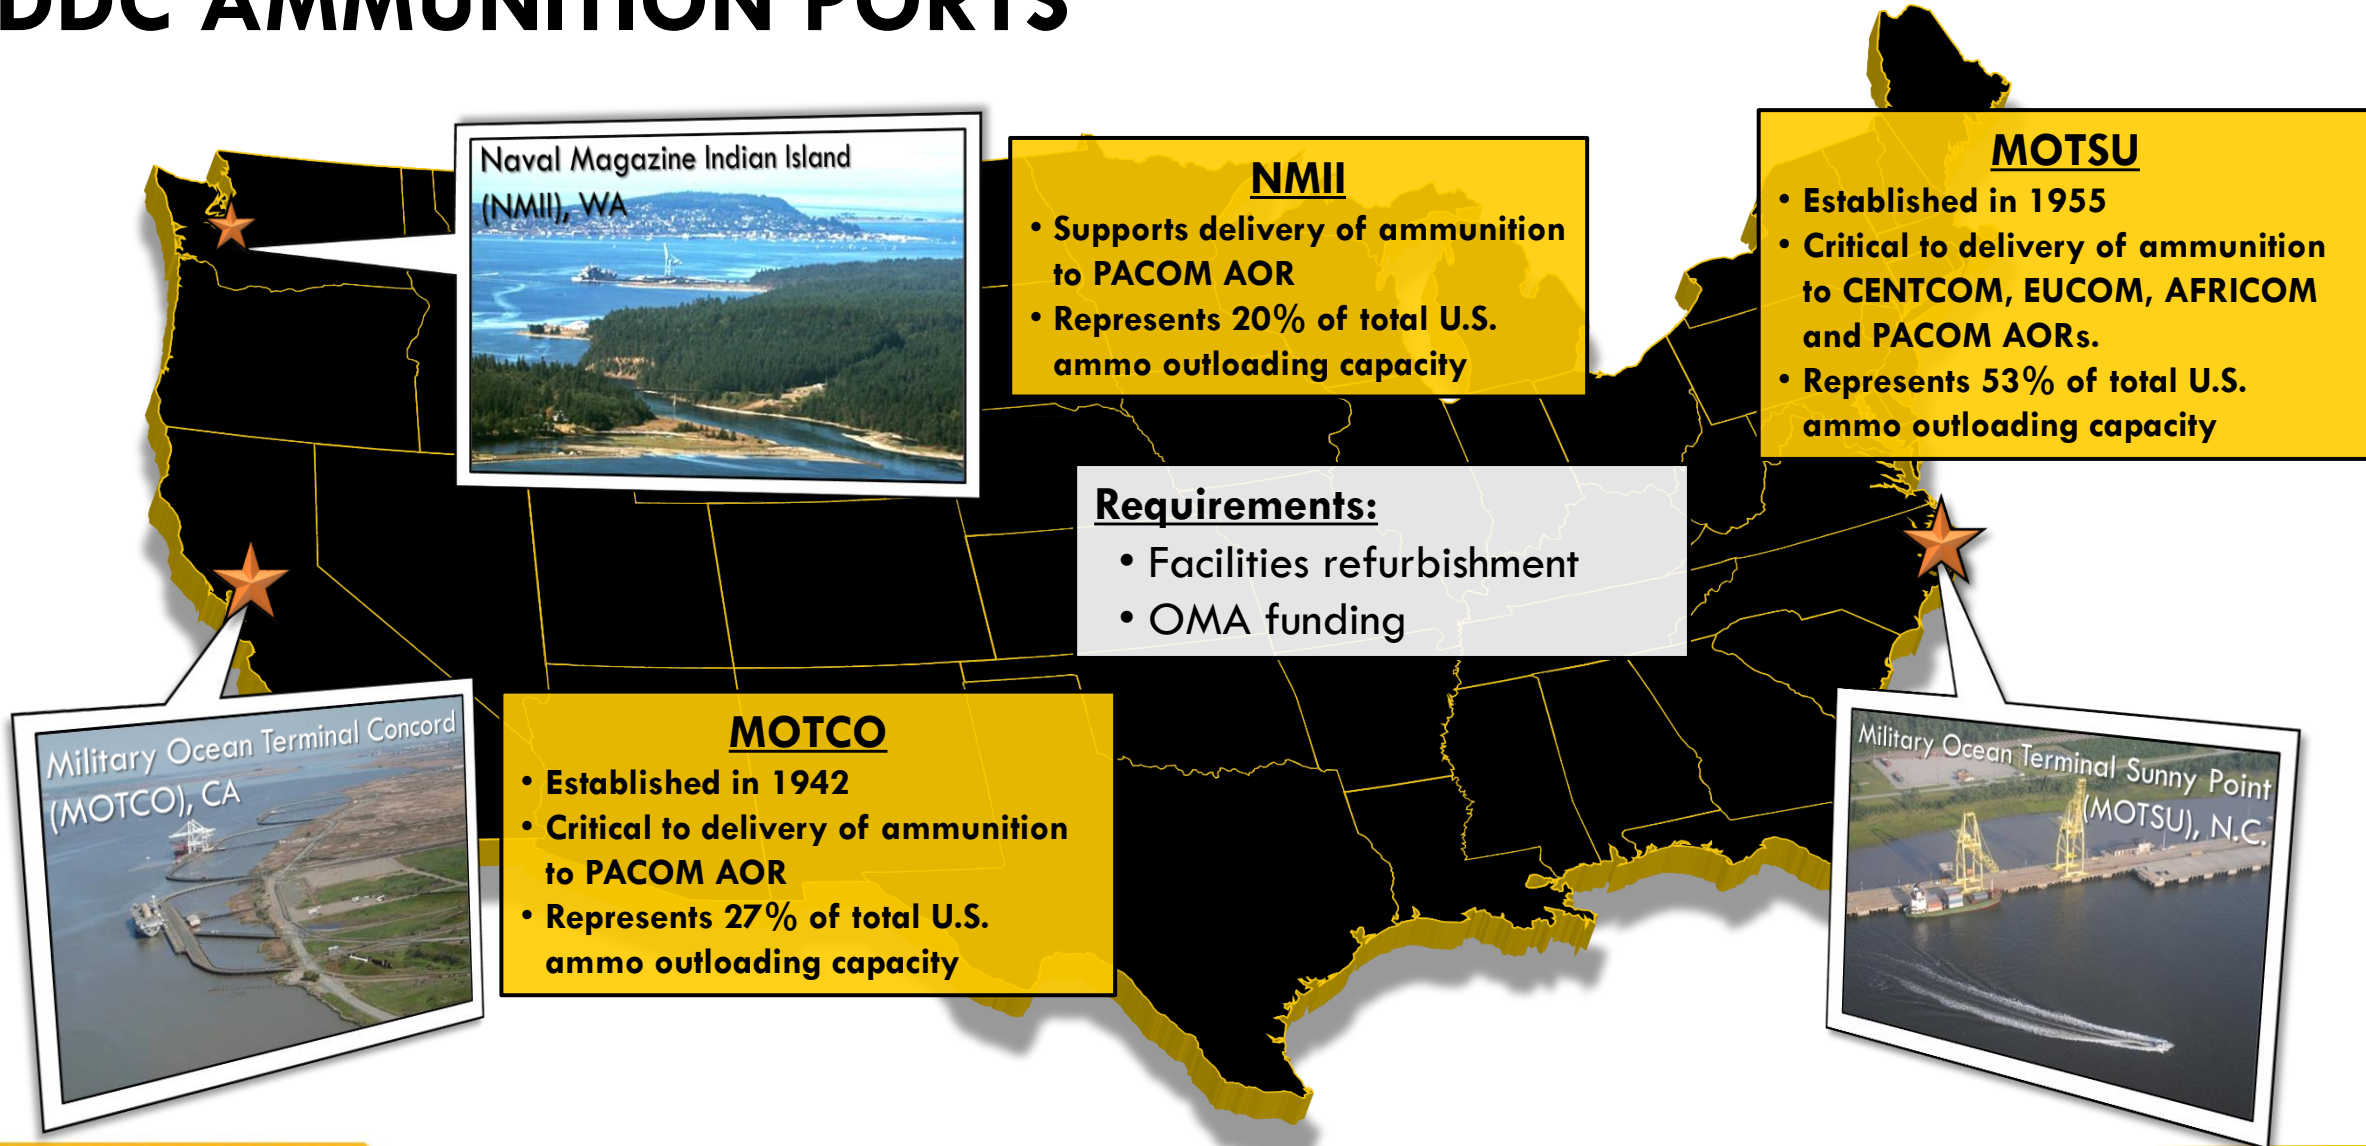 DDC AMMUNITION PORTS
Naval Magazine Indian Island
(NMII), WA
NMII
• Supports delivery of ammunition
to PACOM AOR
• Represents 20% of total U.S.
ammo outloading capacity
MOTSU
• Established in 1955
• Critical to delivery of ammunition
to CENTCOM, EUCOM, AFRICOM
and PACOM AORs.
• Represents 53% of total U.S.
ammo outloading capacity
Requirements:
• Facilities refurbishment
• OMA funding
Military Ocean Terminal Concord
(MOTCO), CA
MOTCO
• Established in 1942
• Critical to delivery of ammunition
to PACOM AOR
• Represents 27% of total U.S.
ammo outloading capacity
Military Ocean Terminal Sunny Point
(MOTSU), N.C.